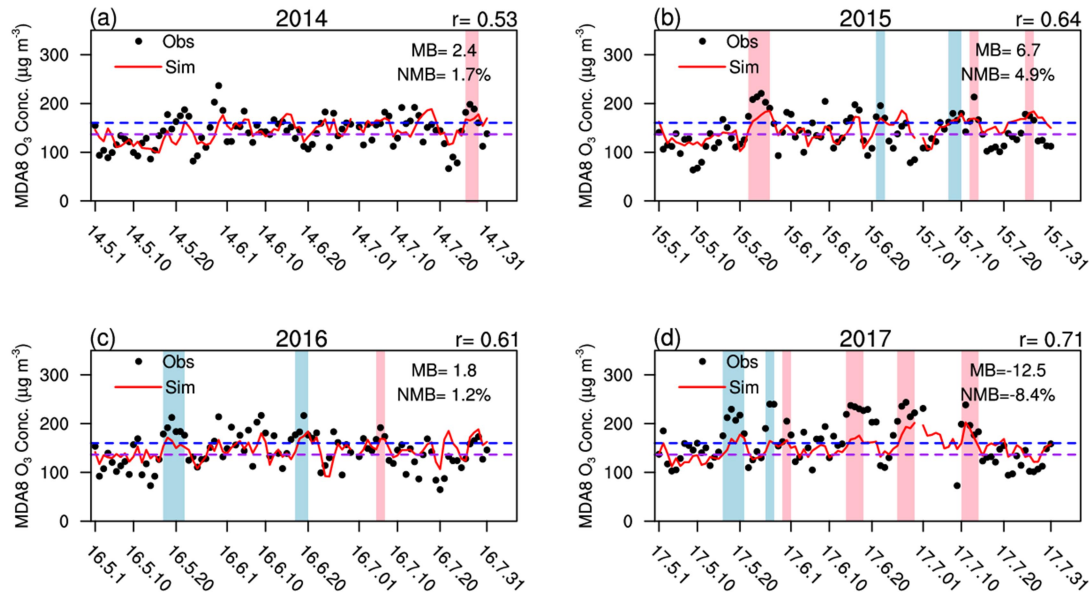 (a) 2014 r= 0.53
MDA8 O₃ Conc. (µg m⁻³)
300
200
100
0
Obs
Sim
MB= 2.4
NMB= 1.7%
14.5.1 14.5.10 14.5.20 14.6.1 14.6.10 14.6.20 14.7.01 14.7.10 14.7.20 14.7.31
(b) 2015 r= 0.64
MDA8 O₃ Conc. (µg m⁻³)
300
200
100
0
Obs
Sim
MB= 6.7
NMB= 4.9%
15.5.1 15.5.10 15.5.20 15.6.1 15.6.10 15.6.20 15.7.01 15.7.10 15.7.20 15.7.31
(c) 2016 r= 0.61
MDA8 O₃ Conc. (µg m⁻³)
300
200
100
0
Obs
Sim
MB= 1.8
NMB= 1.2%
16.5.1 16.5.10 16.5.20 16.6.1 16.6.10 16.6.20 16.7.01 16.7.10 16.7.20 16.7.31
(d) 2017 r= 0.71
MDA8 O₃ Conc. (µg m⁻³)
300
200
100
0
Obs
Sim
MB=-12.5
NMB=-8.4%
17.5.1 17.5.10 17.5.20 17.6.1 17.6.10 17.6.20 17.7.01 17.7.10 17.7.20 17.7.31